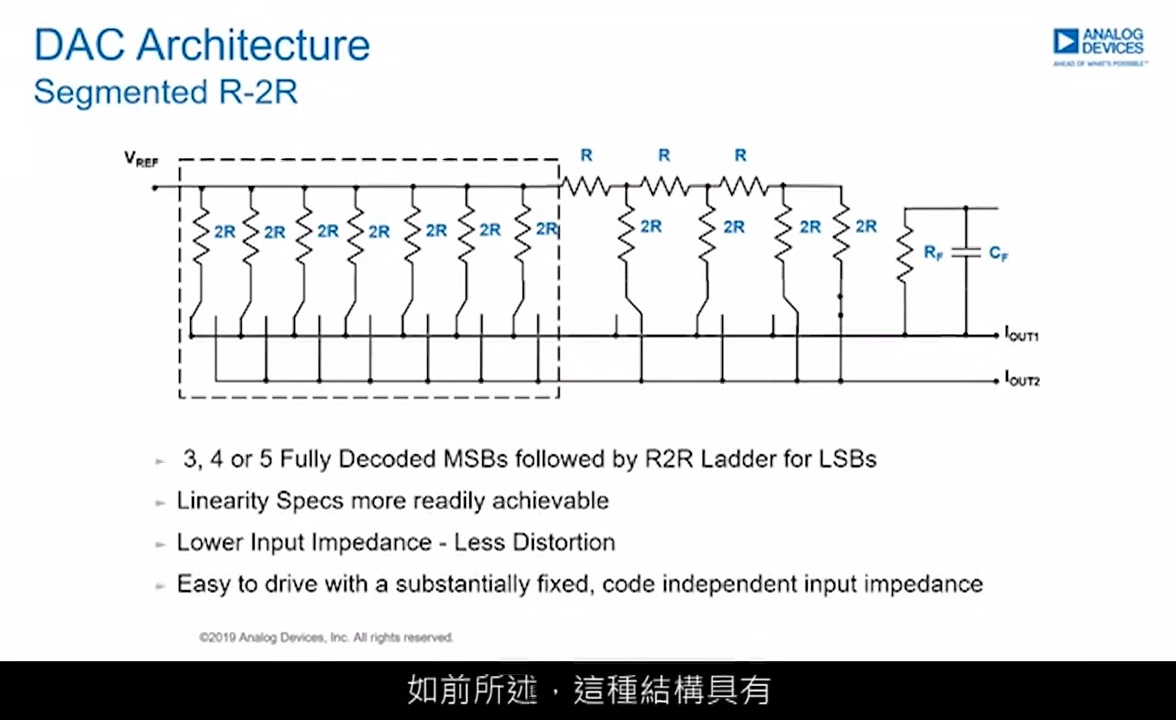 DAC Architecture
Segmented R-2R
ANALOG
DEVICES
AHEAD OF WHAT'S POSSIBLE™
VREF
R R R
2R 2R 2R 2R 2R 2R 2R 2R 2R 2R 2R
RF CF
IOUT1
IOUT2
3, 4 or 5 Fully Decoded MSBs followed by R2R Ladder for LSBs
Linearity Specs more readily achievable
Lower Input Impedance - Less Distortion
Easy to drive with a substantially fixed, code independent input impedance
©2019 Analog Devices, Inc. All rights reserved.
如前所述，這種結構具有